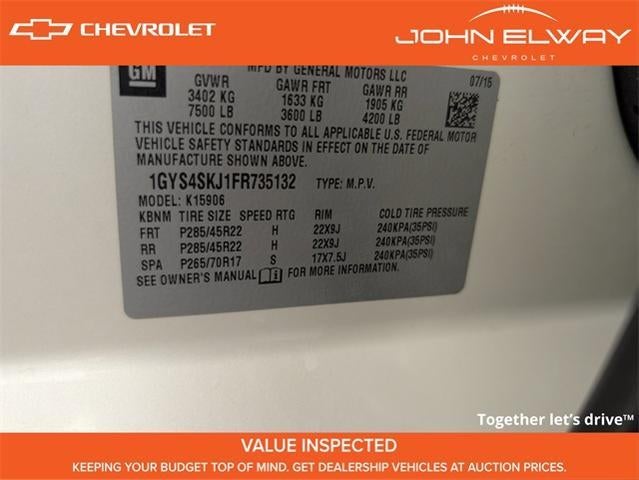 CHEVROLET
JOHN ELWAY
CHEVROLET
GM
MFD BY GENERAL MOTORS LLC
07/15
GVWR GAWR FRT GAWR RR
3402 KG 1633 KG 1905 KG
7500 LB 3600 LB 4200 LB
THIS VEHICLE CONFORMS TO ALL APPLICABLE U.S. FEDERAL MOTOR
VEHICLE SAFETY STANDARDS IN EFFECT ON THE DATE OF
MANUFACTURE SHOWN ABOVE.
1GYS4SKJ1FR735132 TYPE: M.P.V.
MODEL: K15906
KBNM TIRE SIZE SPEED RTG RIM COLD TIRE PRESSURE
FRT P285/45R22 H 22X9J 240KPA(35PSI)
RR P285/45R22 H 22X9J 240KPA(35PSI)
SPA P265/70R17 S 17X7.5J 240KPA(35PSI)
SEE OWNER'S MANUAL FOR MORE INFORMATION.
Together let's drive™
VALUE INSPECTED
KEEPING YOUR BUDGET TOP OF MIND. GET DEALERSHIP VEHICLES AT AUCTION PRICES.